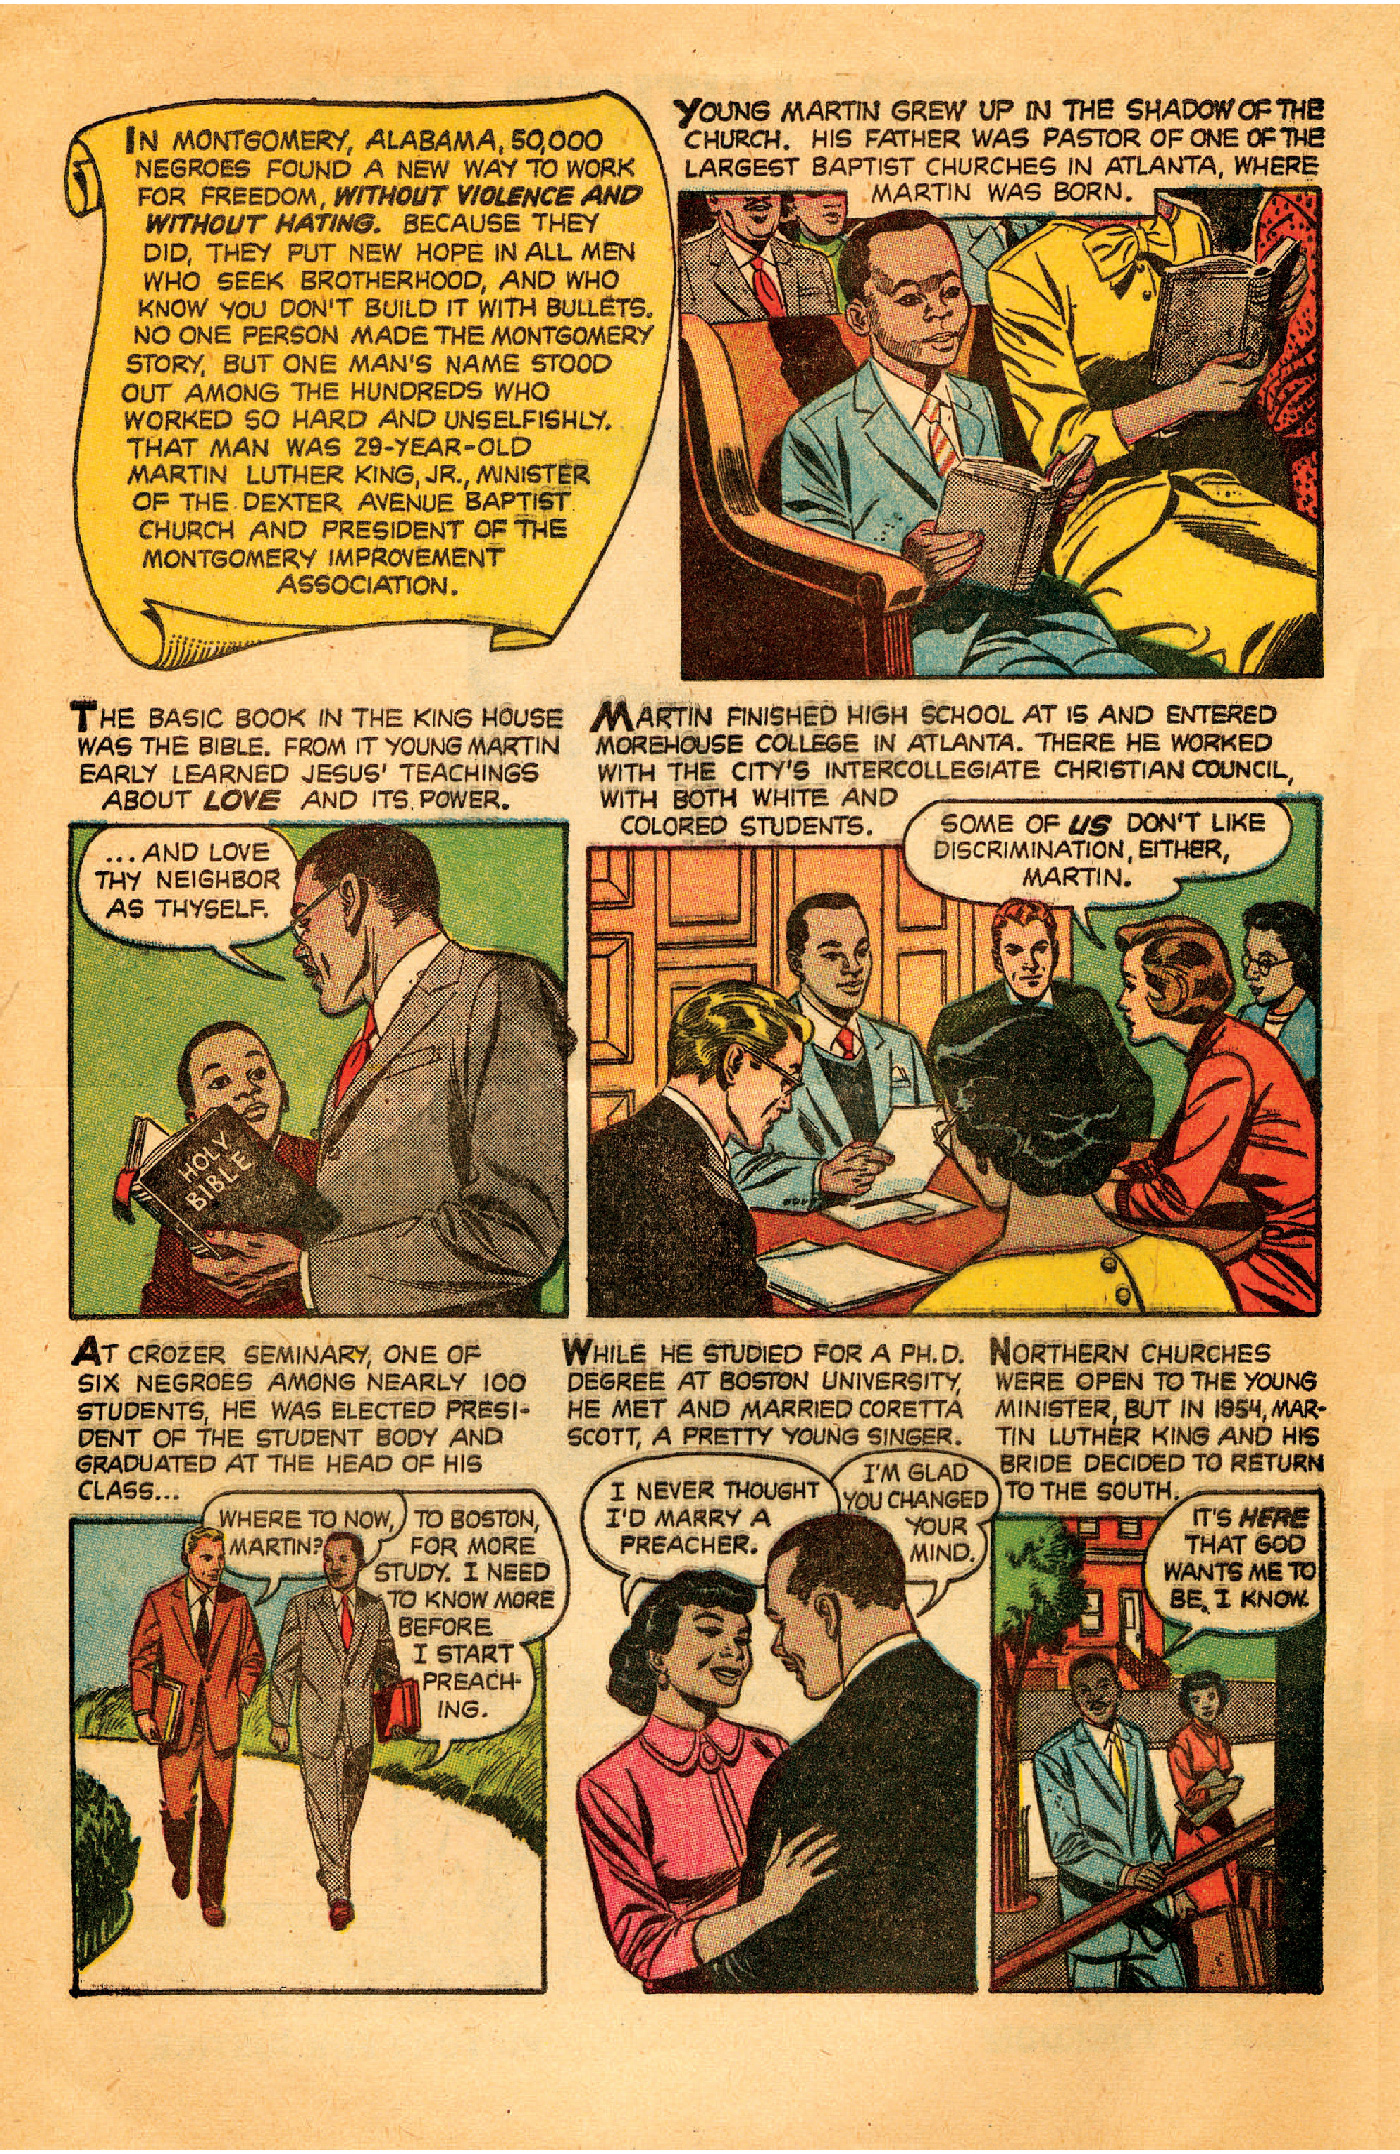 IN MONTGOMERY, ALABAMA, 50,000
NEGROES FOUND A NEW WAY TO WORK
FOR FREEDOM, WITHOUT VIOLENCE AND
WITHOUT HATING. BECAUSE THEY
DID, THEY PUT NEW HOPE IN ALL MEN
WHO SEEK BROTHERHOOD, AND WHO
KNOW YOU DON'T BUILD IT WITH BULLETS.
NO ONE PERSON MADE THE MONTGOMERY
STORY, BUT ONE MAN'S NAME STOOD
OUT AMONG THE HUNDREDS WHO
WORKED SO HARD AND UNSELFISHLY.
THAT MAN WAS 29-YEAR-OLD
MARTIN LUTHER KING, JR., MINISTER
OF THE DEXTER AVENUE BAPTIST
CHURCH AND PRESIDENT OF THE
MONTGOMERY IMPROVEMENT
ASSOCIATION.
YOUNG MARTIN GREW UP IN THE SHADOW OF THE
CHURCH. HIS FATHER WAS PASTOR OF ONE OF THE
LARGEST BAPTIST CHURCHES IN ATLANTA, WHERE
MARTIN WAS BORN.
THE BASIC BOOK IN THE KING HOUSE
WAS THE BIBLE. FROM IT YOUNG MARTIN
EARLY LEARNED JESUS' TEACHINGS
ABOUT LOVE AND ITS POWER.
...AND LOVE
THY NEIGHBOR
AS THYSELF.
HOLY
BIBLE
MARTIN FINISHED HIGH SCHOOL AT 15 AND ENTERED
MOREHOUSE COLLEGE IN ATLANTA. THERE HE WORKED
WITH THE CITY'S INTERCOLLEGIATE CHRISTIAN COUNCIL,
WITH BOTH WHITE AND
COLORED STUDENTS.
SOME OF US DON'T LIKE
DISCRIMINATION, EITHER,
MARTIN.
AT CROZER SEMINARY, ONE OF
SIX NEGROES AMONG NEARLY 100
STUDENTS, HE WAS ELECTED PRESI-
DENT OF THE STUDENT BODY AND
GRADUATED AT THE HEAD OF HIS
CLASS...
WHERE TO NOW,
MARTIN?
TO BOSTON,
FOR MORE
STUDY. I NEED
TO KNOW MORE
BEFORE
I START
PREACH-
ING.
WHILE HE STUDIED FOR A PH.D.
DEGREE AT BOSTON UNIVERSITY,
HE MET AND MARRIED CORETTA
SCOTT, A PRETTY YOUNG SINGER.
I NEVER THOUGHT
I'D MARRY A
PREACHER.
I'M GLAD
YOU CHANGED
YOUR
MIND.
NORTHERN CHURCHES
WERE OPEN TO THE YOUNG
MINISTER, BUT IN 1954, MAR-
TIN LUTHER KING AND HIS
BRIDE DECIDED TO RETURN
TO THE SOUTH.
IT'S HERE
THAT GOD
WANTS ME TO
BE, I KNOW.